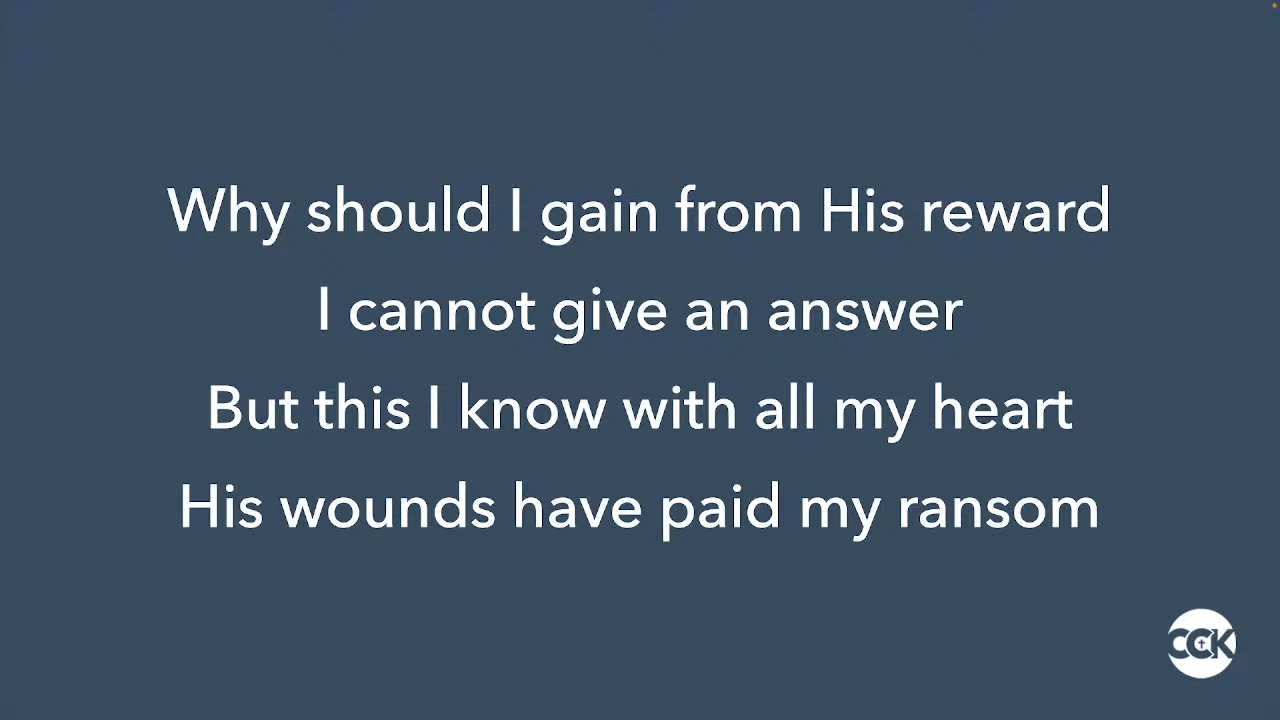 Why should I gain from His reward
I cannot give an answer
But this I know with all my heart
His wounds have paid my ransom
CCK